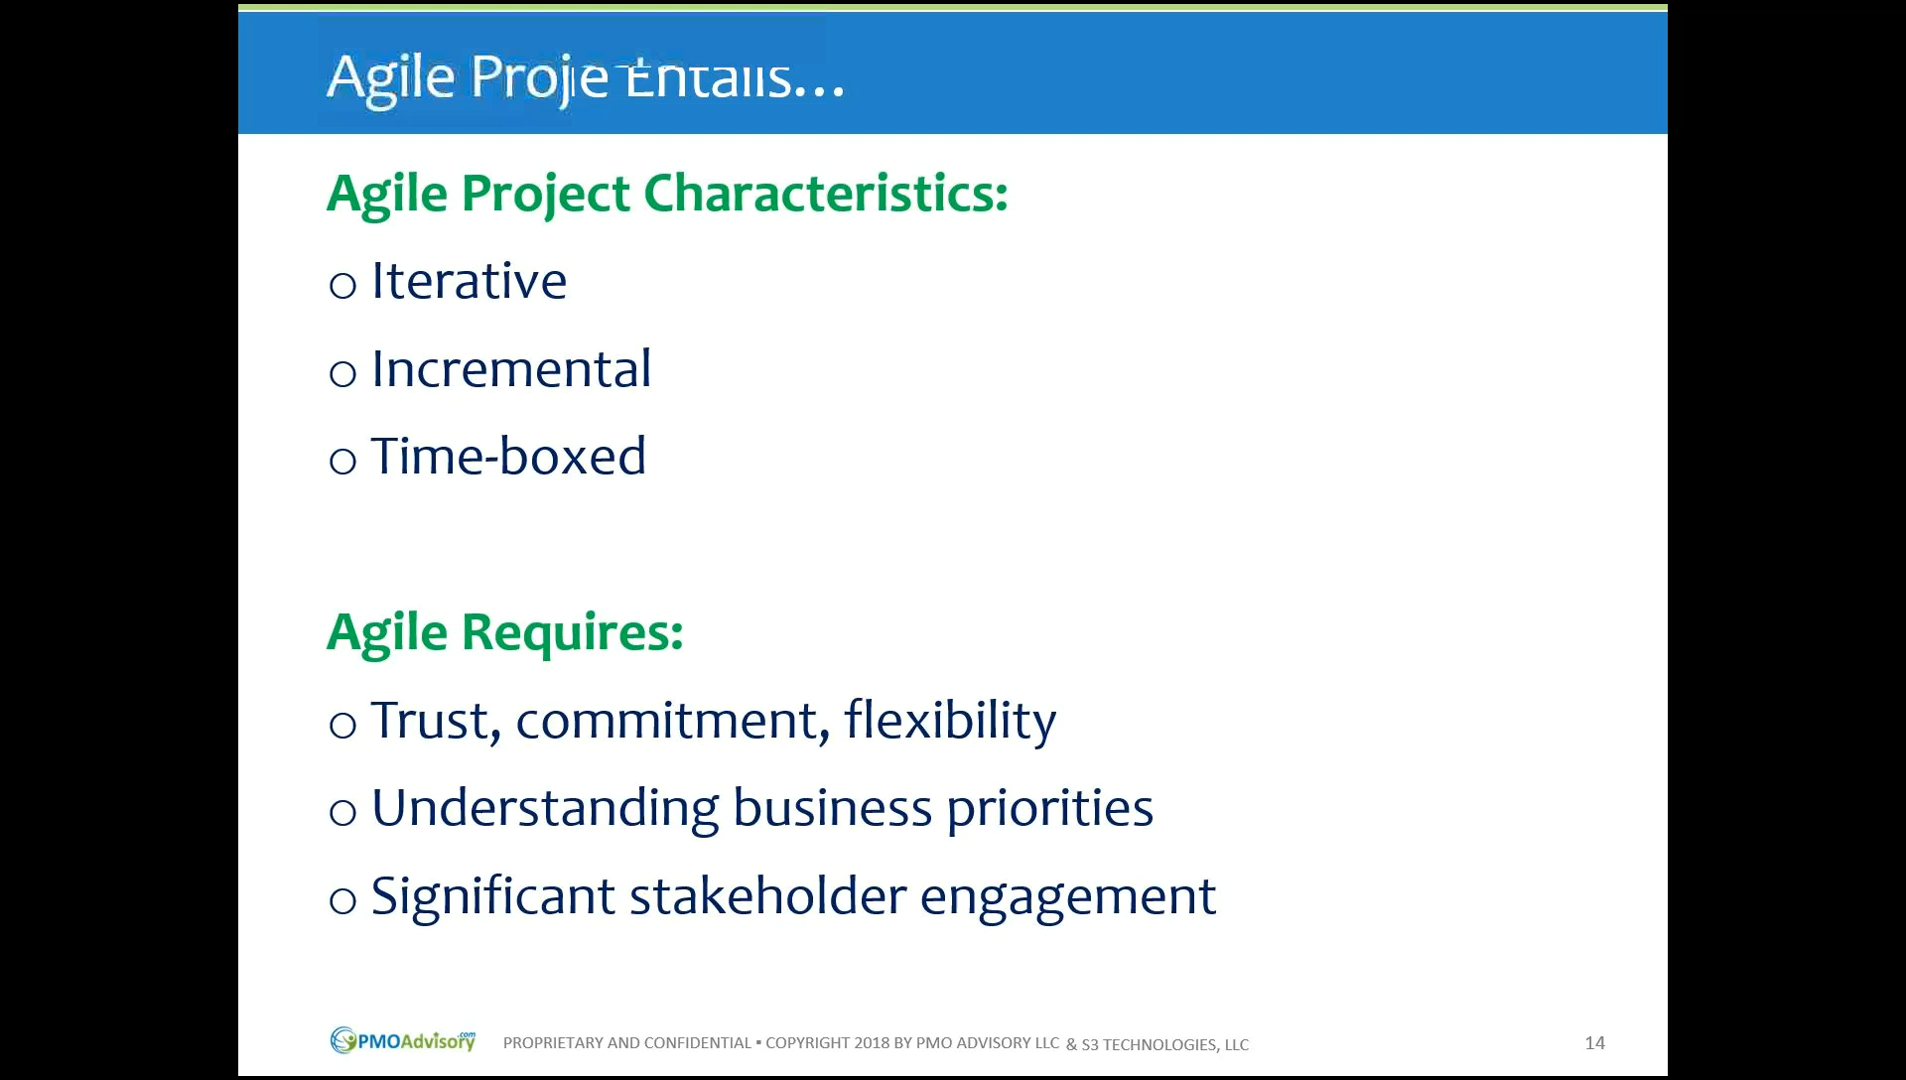 Agile Proje Entails...
Agile Project Characteristics:
o Iterative
o Incremental
o Time-boxed
Agile Requires:
o Trust, commitment, flexibility
o Understanding business priorities
o Significant stakeholder engagement
PMOAdvisory.com PROPRIETARY AND CONFIDENTIAL ▪ COPYRIGHT 2018 BY PMO ADVISORY LLC & S3 TECHNOLOGIES, LLC 14